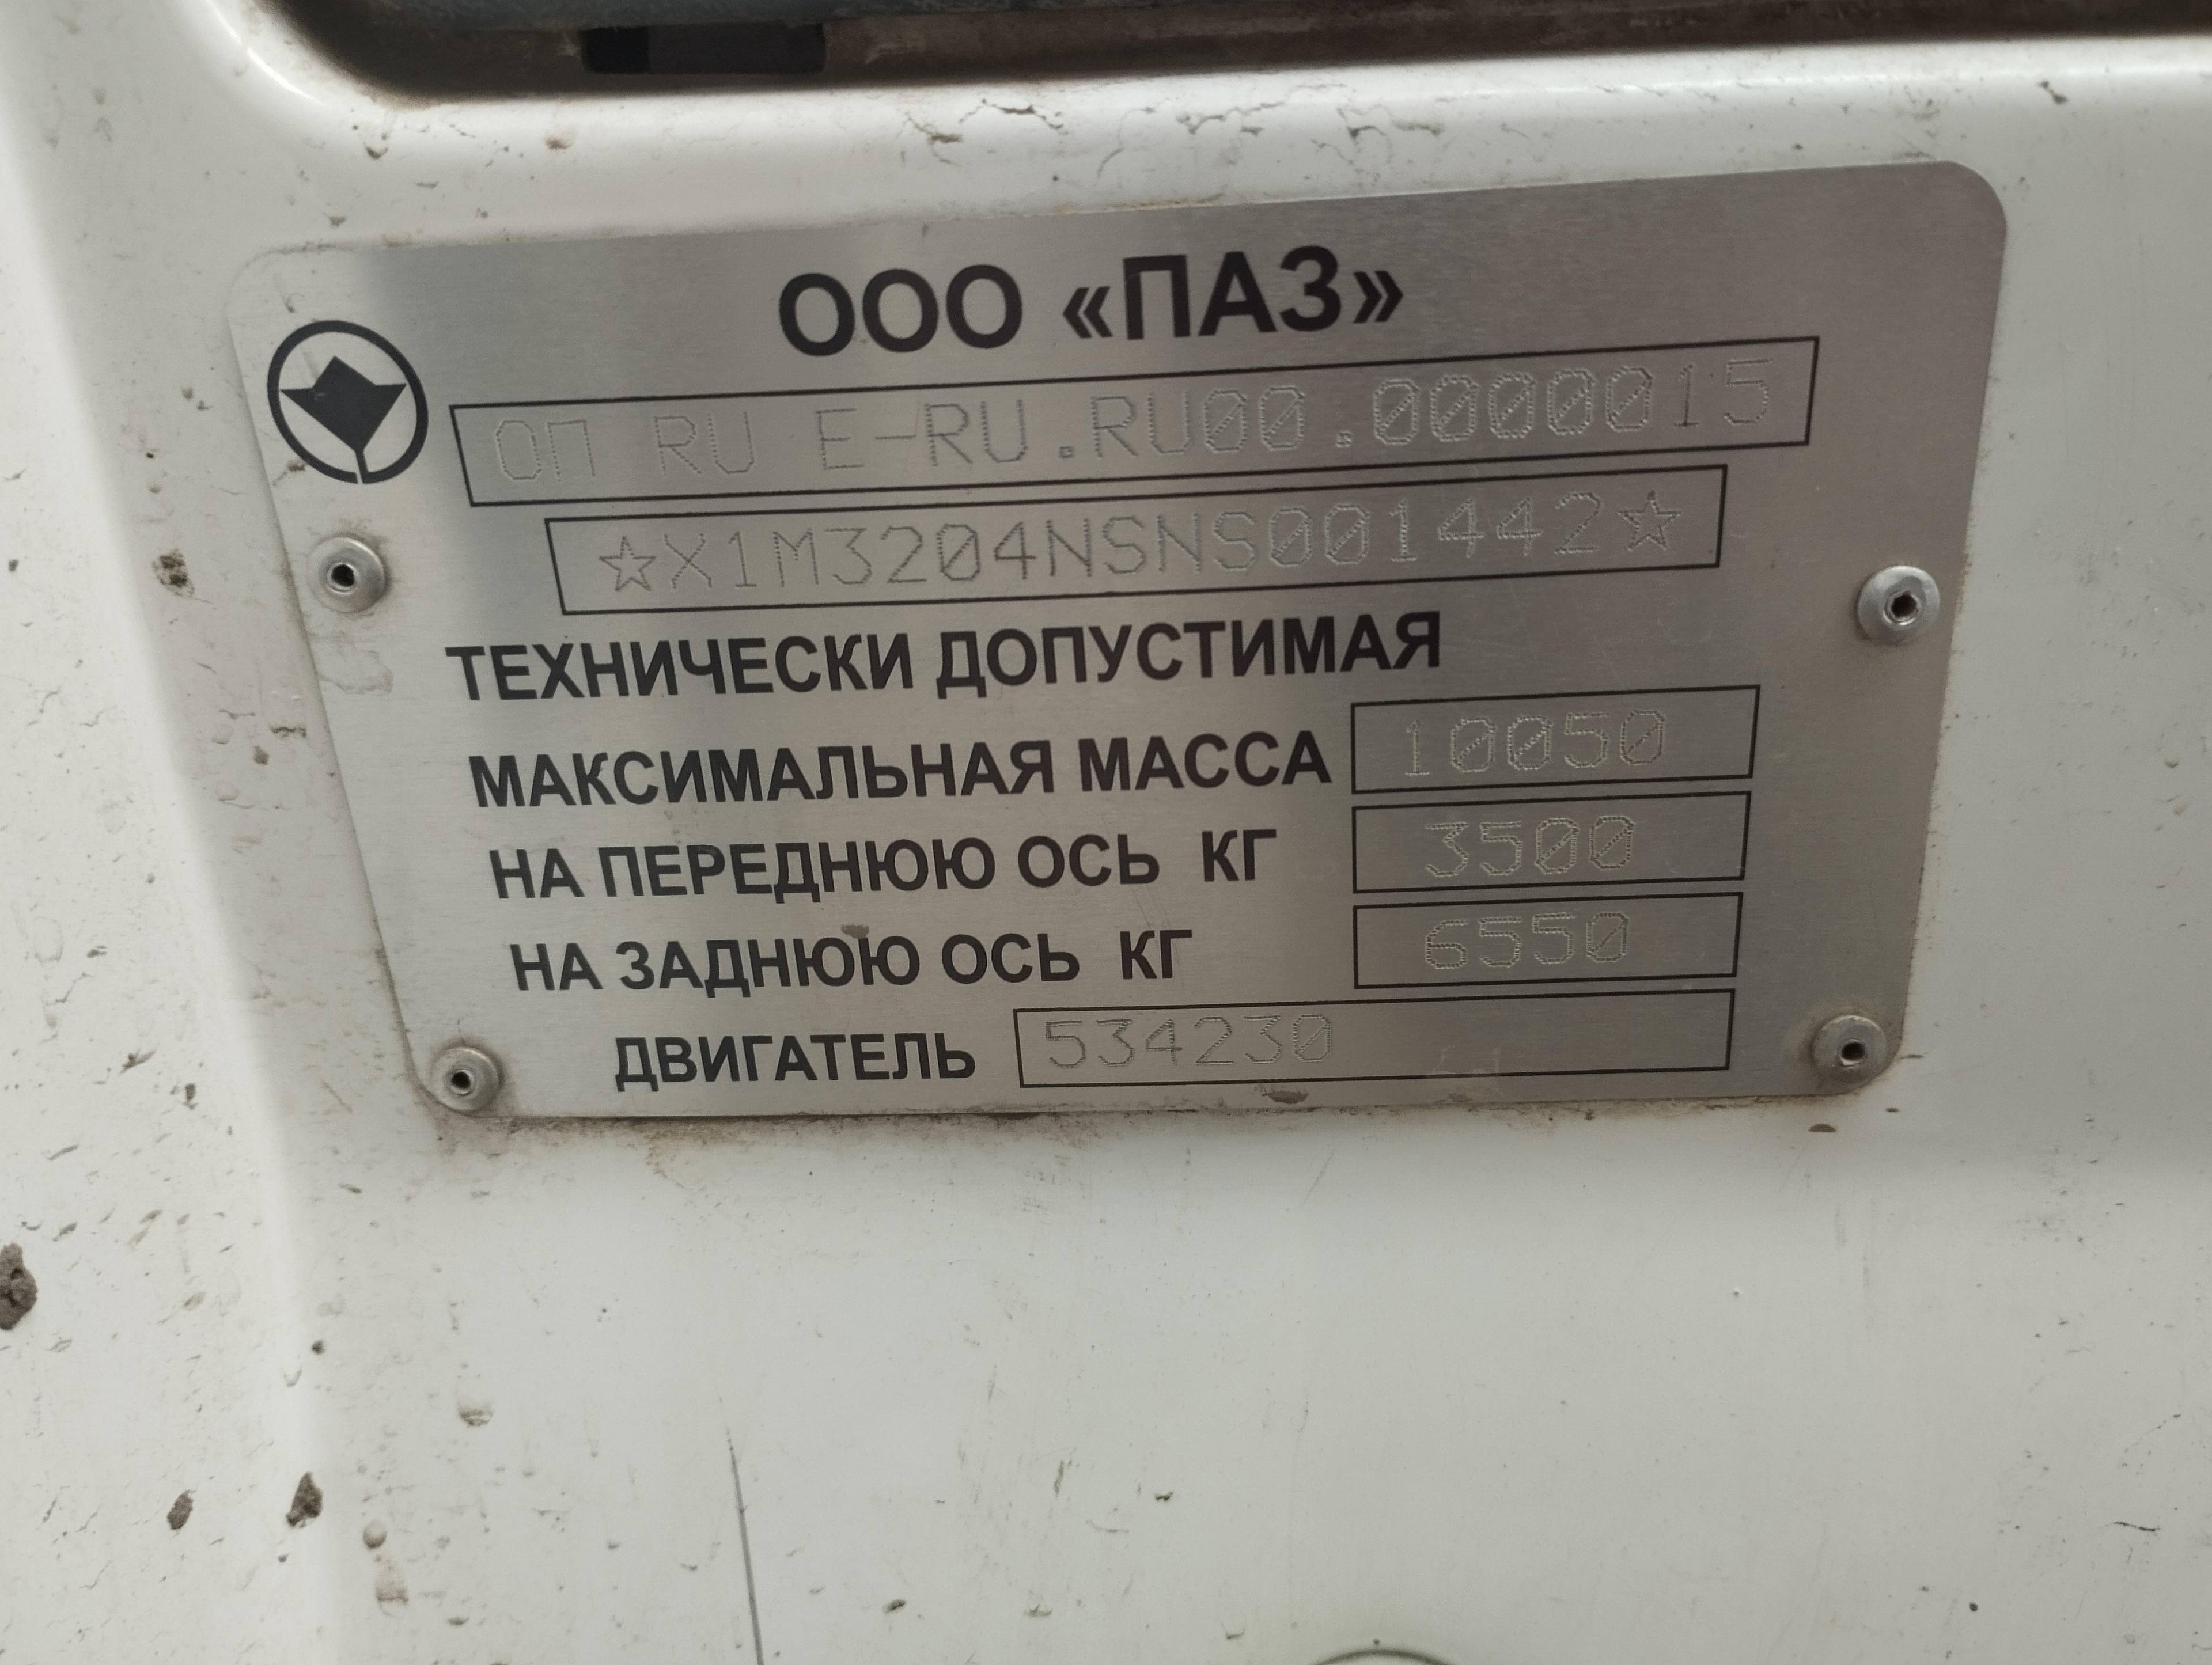 ООО «ПАЗ»
ОП RU E-RU.RU00.0000015
☆X1M3204NSNS001442☆
ТЕХНИЧЕСКИ ДОПУСТИМАЯ
МАКСИМАЛЬНАЯ МАССА 10050
НА ПЕРЕДНЮЮ ОСЬ КГ 3500
НА ЗАДНЮЮ ОСЬ КГ 6550
ДВИГАТЕЛЬ 534230